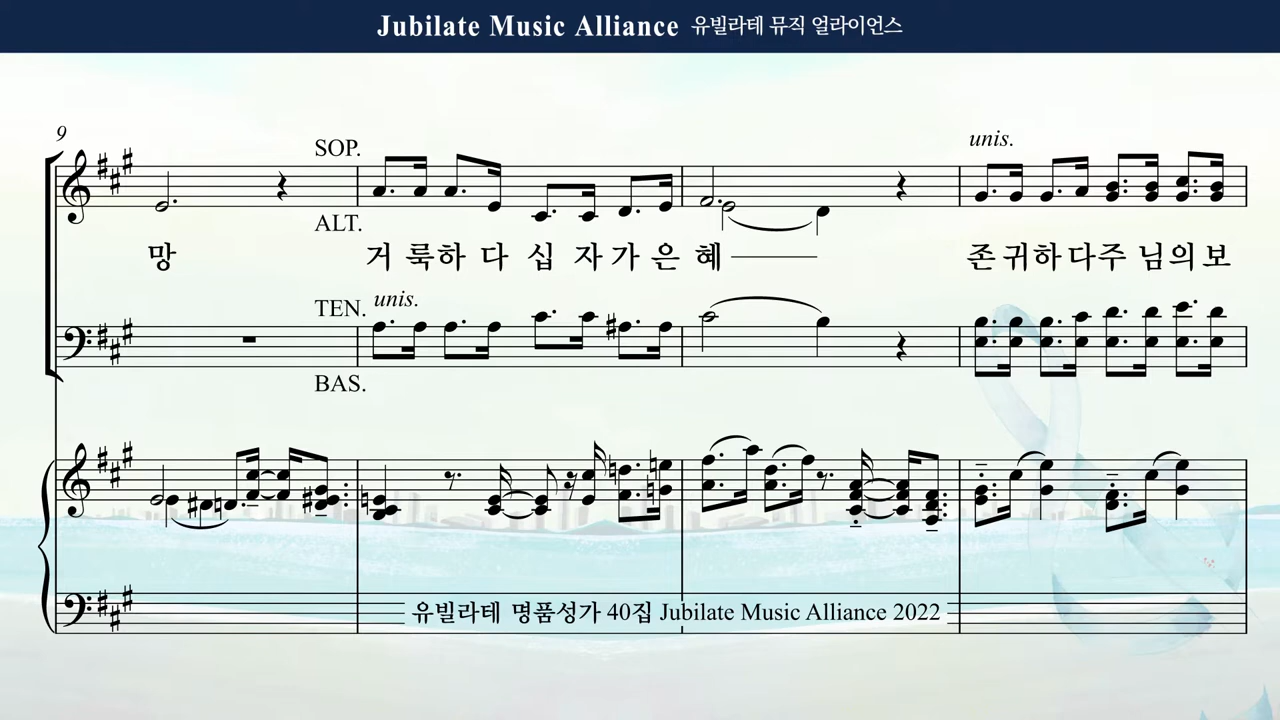 Jubilate Music Alliance 유빌라테 뮤직 얼라이언스
9
SOP.
unis.
ALT.
망 거 룩하 다 십 자 가 은 혜 존 귀 하 다 주 님 의 보
TEN. unis.
BAS.
유빌라테 명품성가 40집 Jubilate Music Alliance 2022